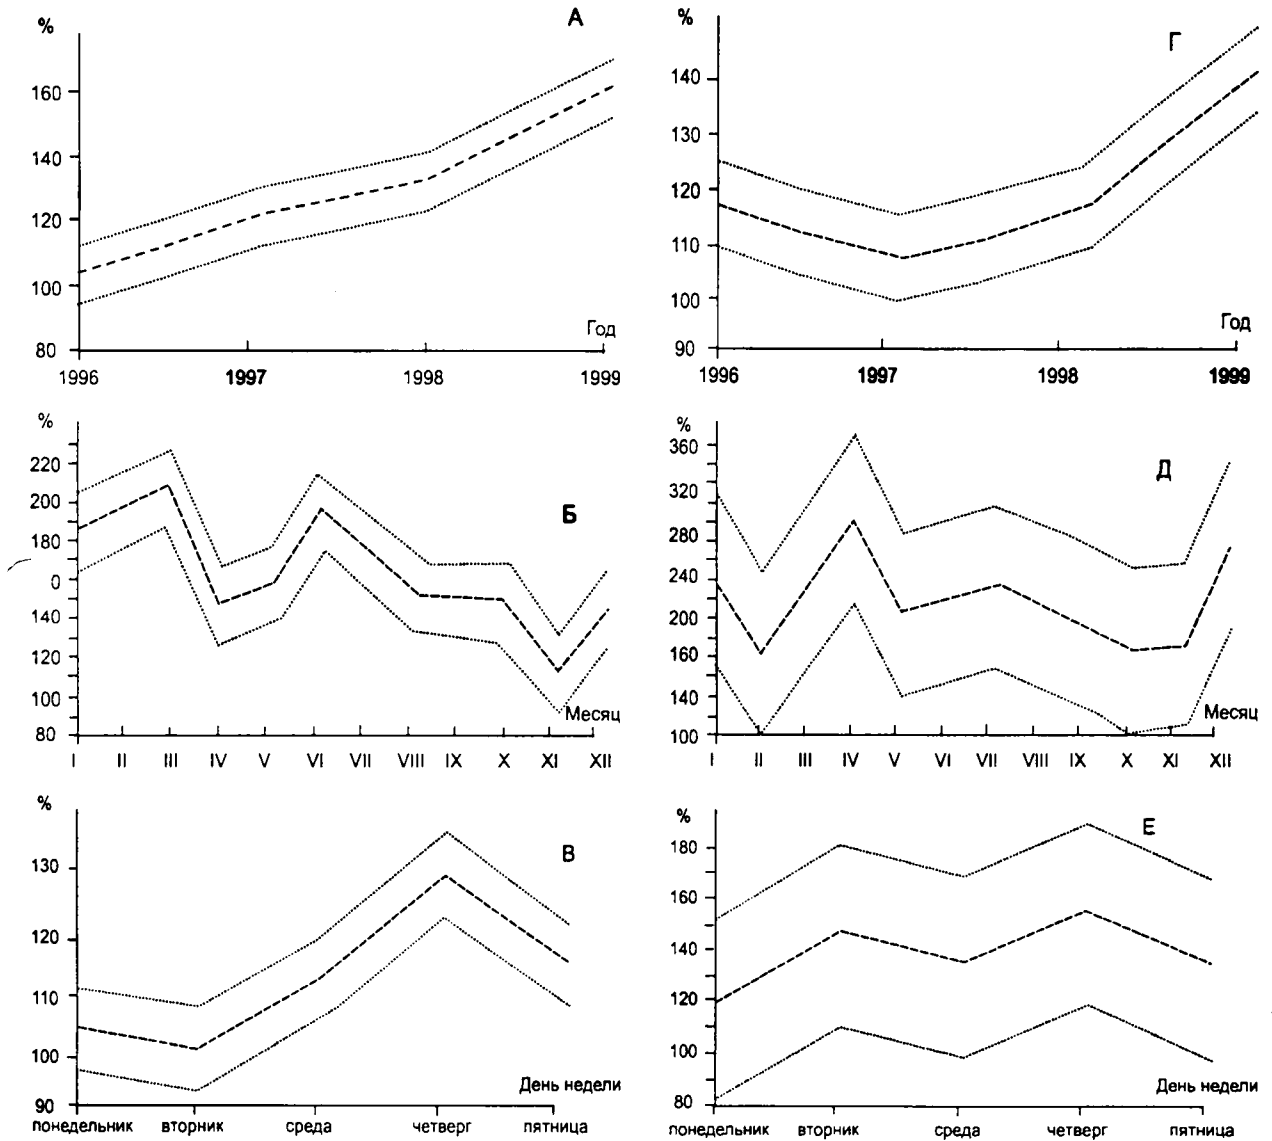 % А
160
140
120
100
80
Год
1996 1997 1998 1999
% Г
140
130
120
110
100
90
Год
1996 1997 1998 1999
% Б
220
200
180
0
140
120
100
80
Месяц
I II III IV V VI VII VIII IX X XI XII
% Д
360
320
280
240
200
160
140
100
Месяц
I II III IV V VI VII VIII IX X XI XII
% В
130
120
110
100
90
День недели
понедельник вторник среда четверг пятница
% Е
180
160
140
120
100
80
День недели
понедельник вторник среда четверг пятница